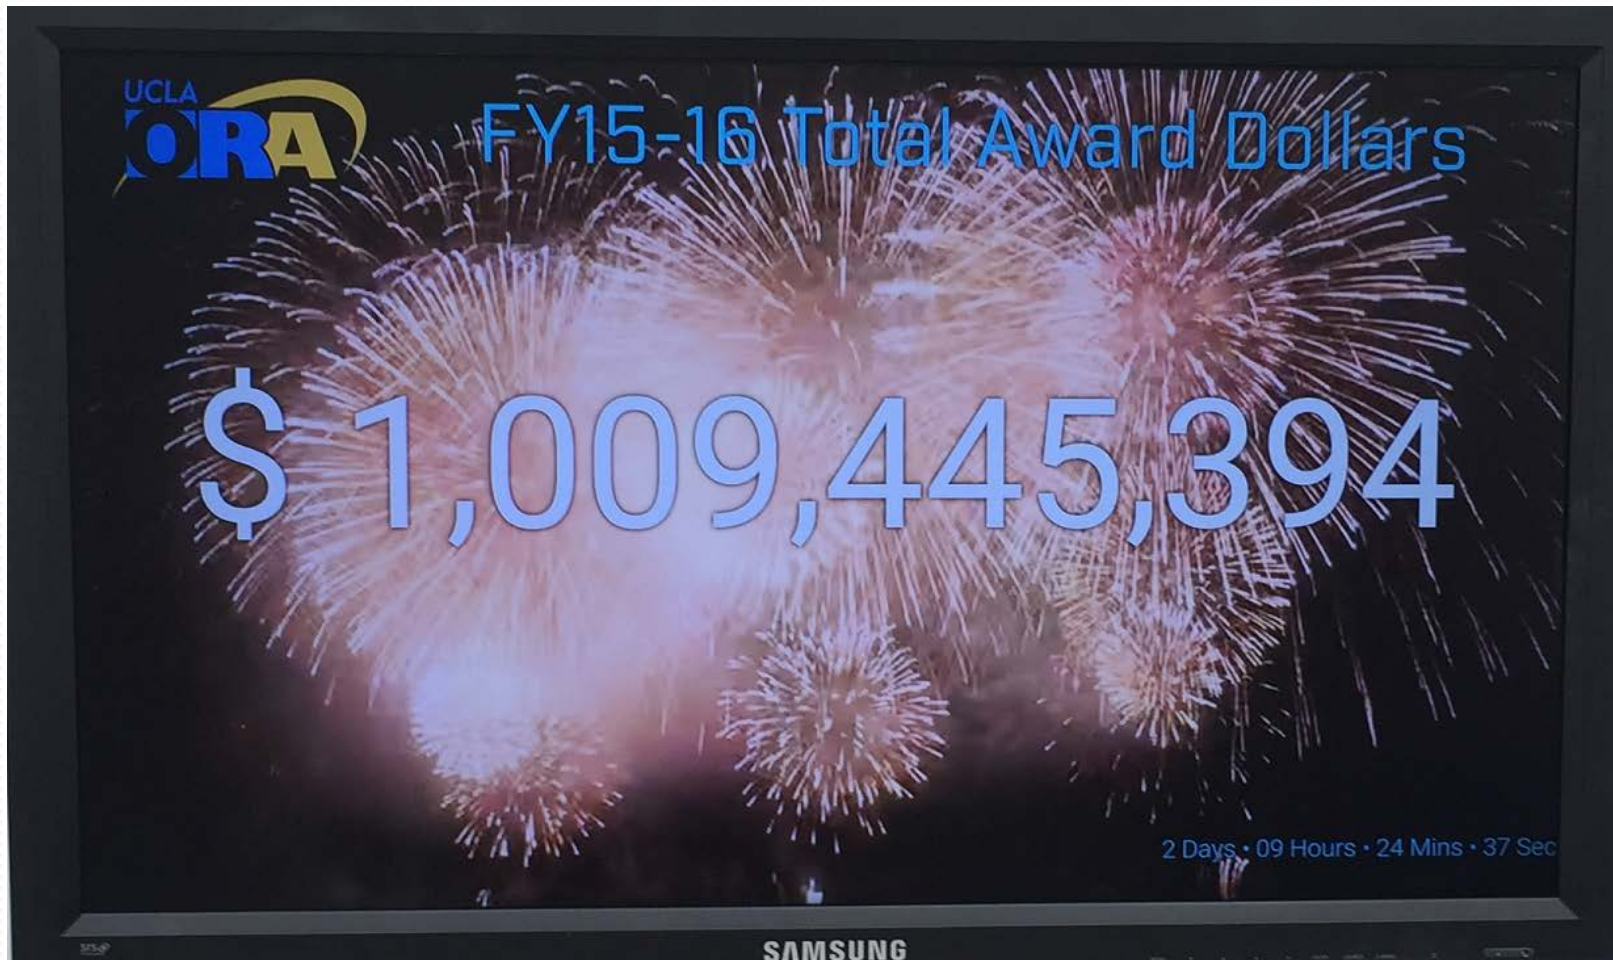 UCLA
ORA
FY15-16 Total Award Dollars
$ 1,009,445,394
2 Days • 09 Hours • 24 Mins • 37 Sec
SAMSUNG